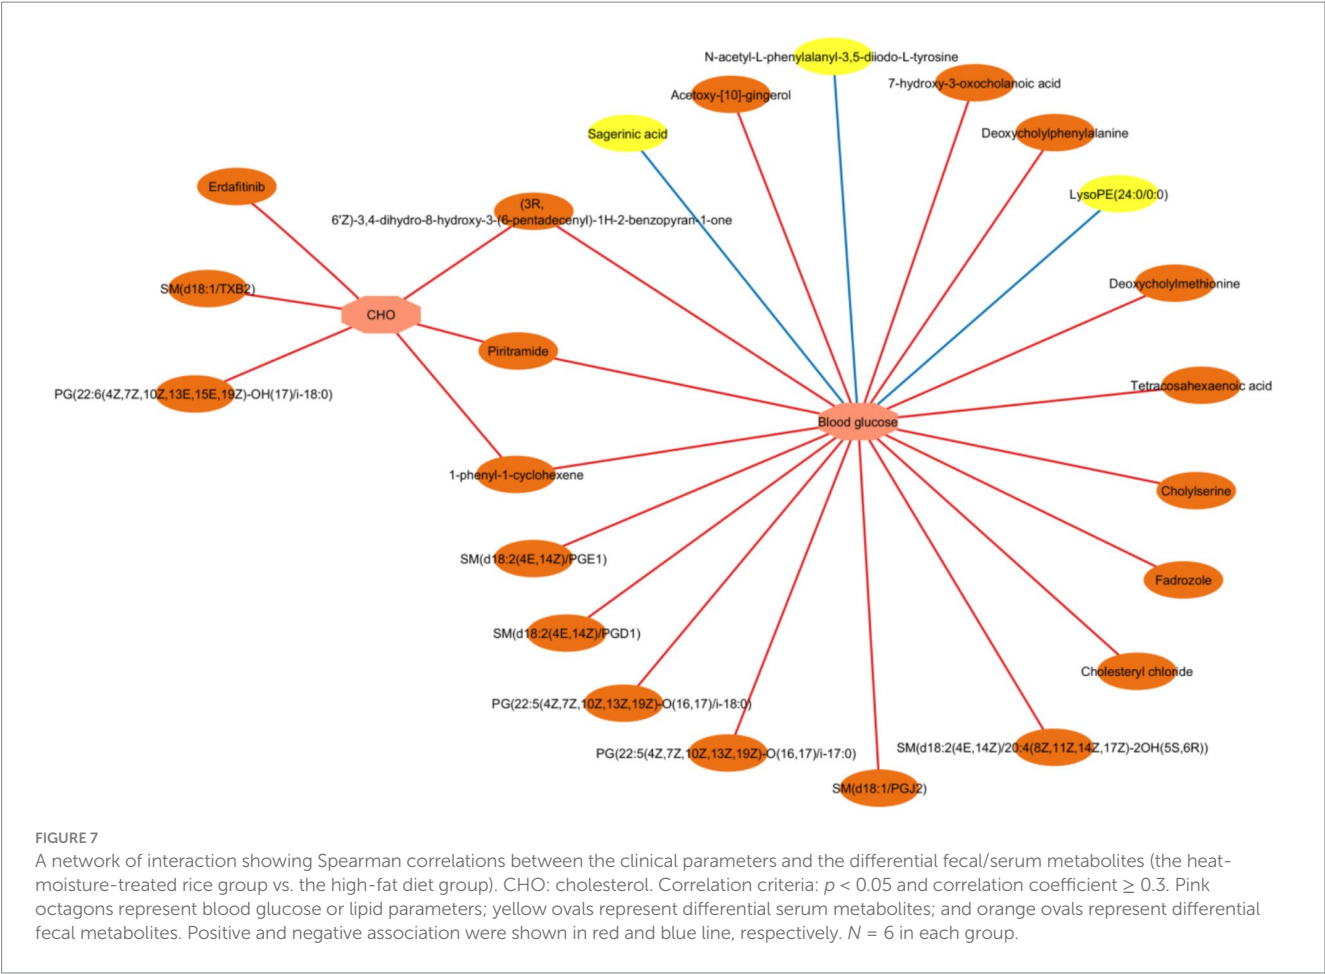 N-acetyl-L-phenylalanyl-3,5-diiodo-L-tyrosine
7-hydroxy-3-oxocholanoic acid
Acetoxy-[10]-gingerol
Sagerinic acid
Deoxycholylphenylalanine
Erdafitinib
LysoPE(24:0/0:0)
(3R,
6'Z)-3,4-dihydro-8-hydroxy-3-(6-pentadecenyl)-1H-2-benzopyran-1-one
SM(d18:1/TXB2)
Deoxycholylmethionine
CHO
Piritramide
Tetracosahexaenoic acid
PG(22:6(4Z,7Z,10Z,13E,15E,19Z)-OH(17)/i-18:0)
Blood glucose
1-phenyl-1-cyclohexene
Cholylserine
SM(d18:2(4E,14Z)/PGE1)
Fadrozole
SM(d18:2(4E,14Z)/PGD1)
Cholesteryl chloride
PG(22:5(4Z,7Z,10Z,13Z,19Z)-O(16,17)/i-18:0)
PG(22:5(4Z,7Z,10Z,13Z,19Z)-O(16,17)/i-17:0)
SM(d18:2(4E,14Z)/20:4(8Z,11Z,14Z,17Z)-2OH(5S,6R))
SM(d18:1/PGJ2)
FIGURE 7
A network of interaction showing Spearman correlations between the clinical parameters and the differential fecal/serum metabolites (the heat-
moisture-treated rice group vs. the high-fat diet group). CHO: cholesterol. Correlation criteria: p < 0.05 and correlation coefficient ≥ 0.3. Pink
octagons represent blood glucose or lipid parameters; yellow ovals represent differential serum metabolites; and orange ovals represent differential
fecal metabolites. Positive and negative association were shown in red and blue line, respectively. N = 6 in each group.